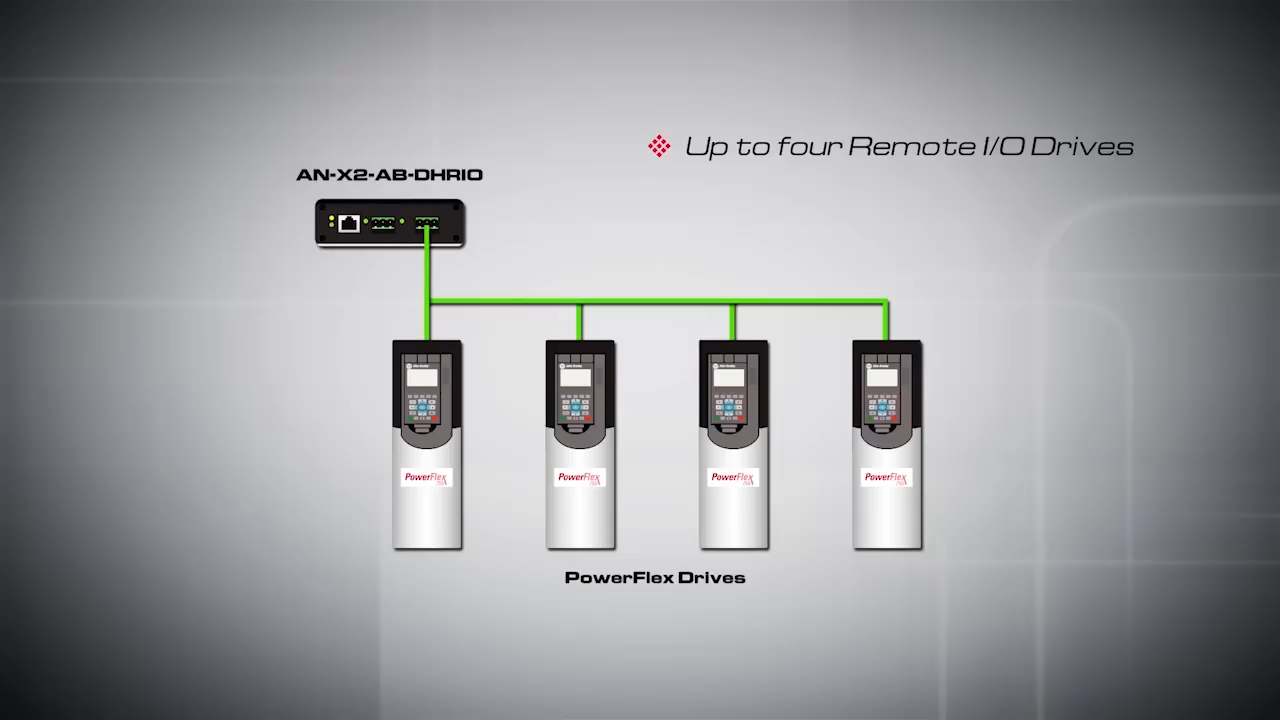 Up to four Remote I/O Drives
AN-X2-AB-DHRIO
PowerFlex
PowerFlex
PowerFlex
PowerFlex
PowerFlex Drives